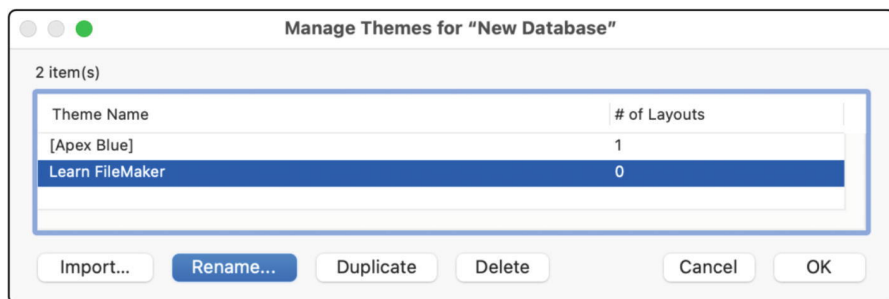 Manage Themes for “New Database”
2 item(s)
Theme Name # of Layouts
[Apex Blue] 1
Learn FileMaker 0
Import... Rename... Duplicate Delete Cancel OK